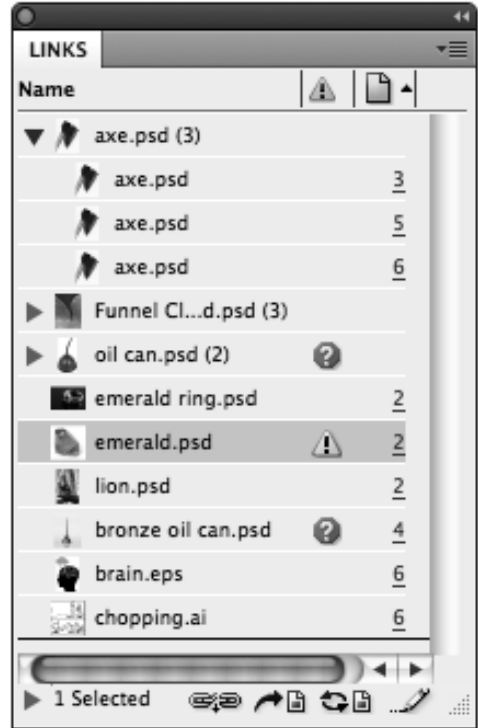 LINKS
Name
axe.psd (3)
axe.psd 3
axe.psd 5
axe.psd 6
Funnel Cl...d.psd (3)
oil can.psd (2) ?
emerald ring.psd 2
emerald.psd 2
lion.psd 2
bronze oil can.psd ? 4
brain.eps 6
chopping.ai 6
1 Selected